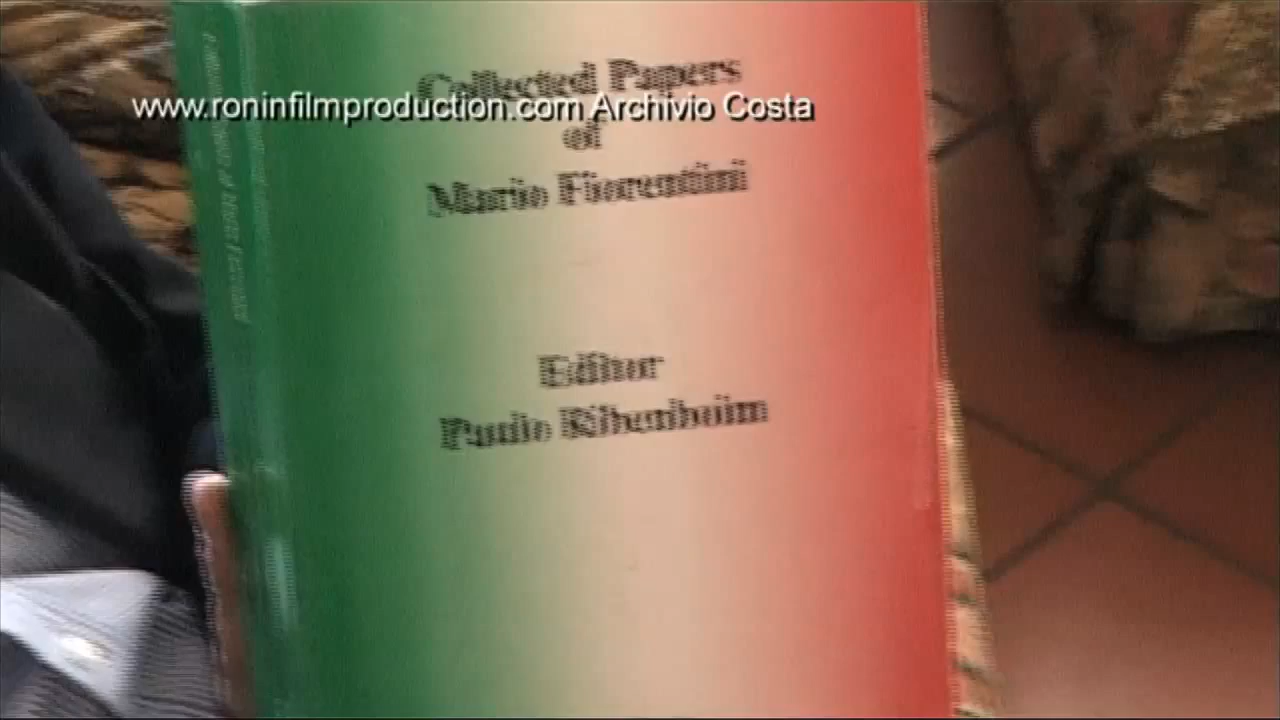 Collected Papers
www.roninfilmproduction.com Archivio Costa
of
Mario Fiorentini
Editor
Paulo Ribenboim